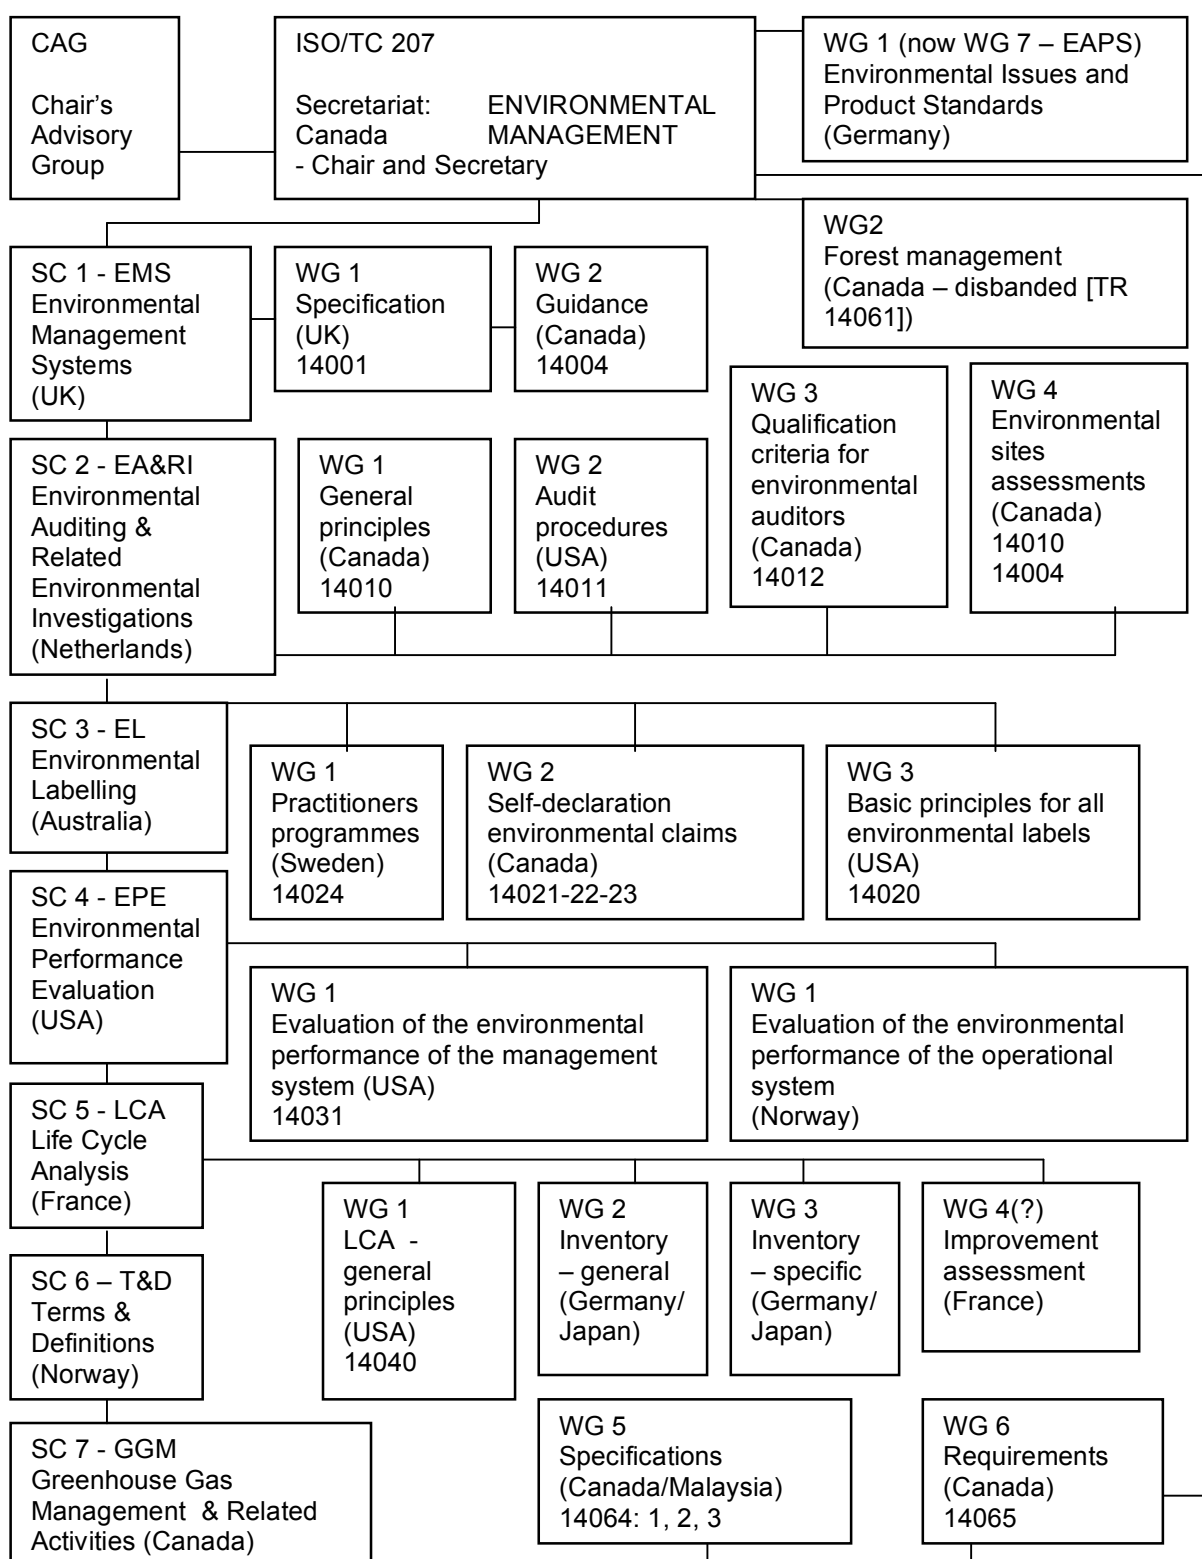 CAG
Chair's
Advisory
Group
ISO/TC 207
Secretariat: ENVIRONMENTAL
Canada MANAGEMENT
- Chair and Secretary
WG 1 (now WG 7 – EAPS)
Environmental Issues and
Product Standards
(Germany)
WG2
Forest management
(Canada – disbanded [TR
14061])
SC 1 - EMS
Environmental
Management
Systems
(UK)
WG 1
Specification
(UK)
14001
WG 2
Guidance
(Canada)
14004
SC 2 - EA&RI
Environmental
Auditing &
Related
Environmental
Investigations
(Netherlands)
WG 1
General
principles
(Canada)
14010
WG 2
Audit
procedures
(USA)
14011
WG 3
Qualification
criteria for
environmental
auditors
(Canada)
14012
WG 4
Environmental
sites
assessments
(Canada)
14010
14004
SC 3 - EL
Environmental
Labelling
(Australia)
WG 1
Practitioners
programmes
(Sweden)
14024
WG 2
Self-declaration
environmental claims
(Canada)
14021-22-23
WG 3
Basic principles for all
environmental labels
(USA)
14020
SC 4 - EPE
Environmental
Performance
Evaluation
(USA)
WG 1
Evaluation of the environmental
performance of the management
system (USA)
14031
WG 1
Evaluation of the environmental
performance of the operational
system
(Norway)
SC 5 - LCA
Life Cycle
Analysis
(France)
WG 1
LCA -
general
principles
(USA)
14040
WG 2
Inventory
– general
(Germany/
Japan)
WG 3
Inventory
– specific
(Germany/
Japan)
WG 4(?)
Improvement
assessment
(France)
SC 6 – T&D
Terms &
Definitions
(Norway)
SC 7 - GGM
Greenhouse Gas
Management & Related
Activities (Canada)
WG 5
Specifications
(Canada/Malaysia)
14064: 1, 2, 3
WG 6
Requirements
(Canada)
14065